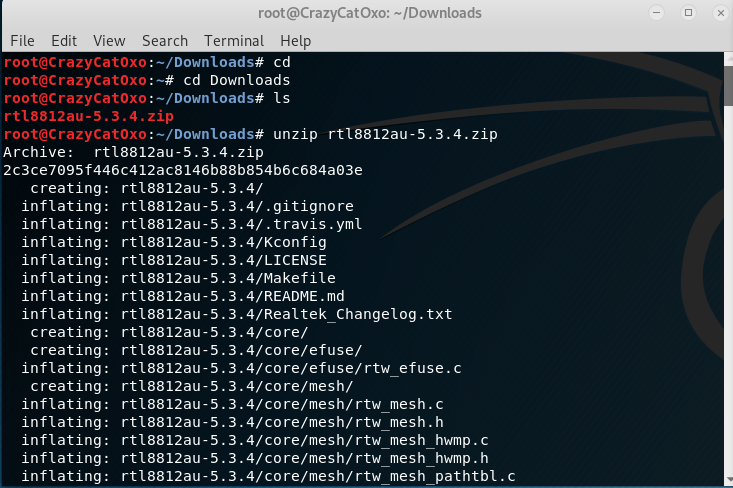 root@CrazyCatOxo: ~/Downloads
File Edit View Search Terminal Help
root@CrazyCatOxo:~/Downloads# cd
root@CrazyCatOxo:~# cd Downloads
root@CrazyCatOxo:~/Downloads# ls
rtl8812au-5.3.4.zip
root@CrazyCatOxo:~/Downloads# unzip rtl8812au-5.3.4.zip
Archive:  rtl8812au-5.3.4.zip
2c3ce7095f446c412ac8146b88b854b6c684a03e
   creating: rtl8812au-5.3.4/
  inflating: rtl8812au-5.3.4/.gitignore
  inflating: rtl8812au-5.3.4/.travis.yml
  inflating: rtl8812au-5.3.4/Kconfig
  inflating: rtl8812au-5.3.4/LICENSE
  inflating: rtl8812au-5.3.4/Makefile
  inflating: rtl8812au-5.3.4/README.md
  inflating: rtl8812au-5.3.4/Realtek_Changelog.txt
   creating: rtl8812au-5.3.4/core/
   creating: rtl8812au-5.3.4/core/efuse/
  inflating: rtl8812au-5.3.4/core/efuse/rtw_efuse.c
   creating: rtl8812au-5.3.4/core/mesh/
  inflating: rtl8812au-5.3.4/core/mesh/rtw_mesh.c
  inflating: rtl8812au-5.3.4/core/mesh/rtw_mesh.h
  inflating: rtl8812au-5.3.4/core/mesh/rtw_mesh_hwmp.c
  inflating: rtl8812au-5.3.4/core/mesh/rtw_mesh_hwmp.h
  inflating: rtl8812au-5.3.4/core/mesh/rtw_mesh_pathtbl.c